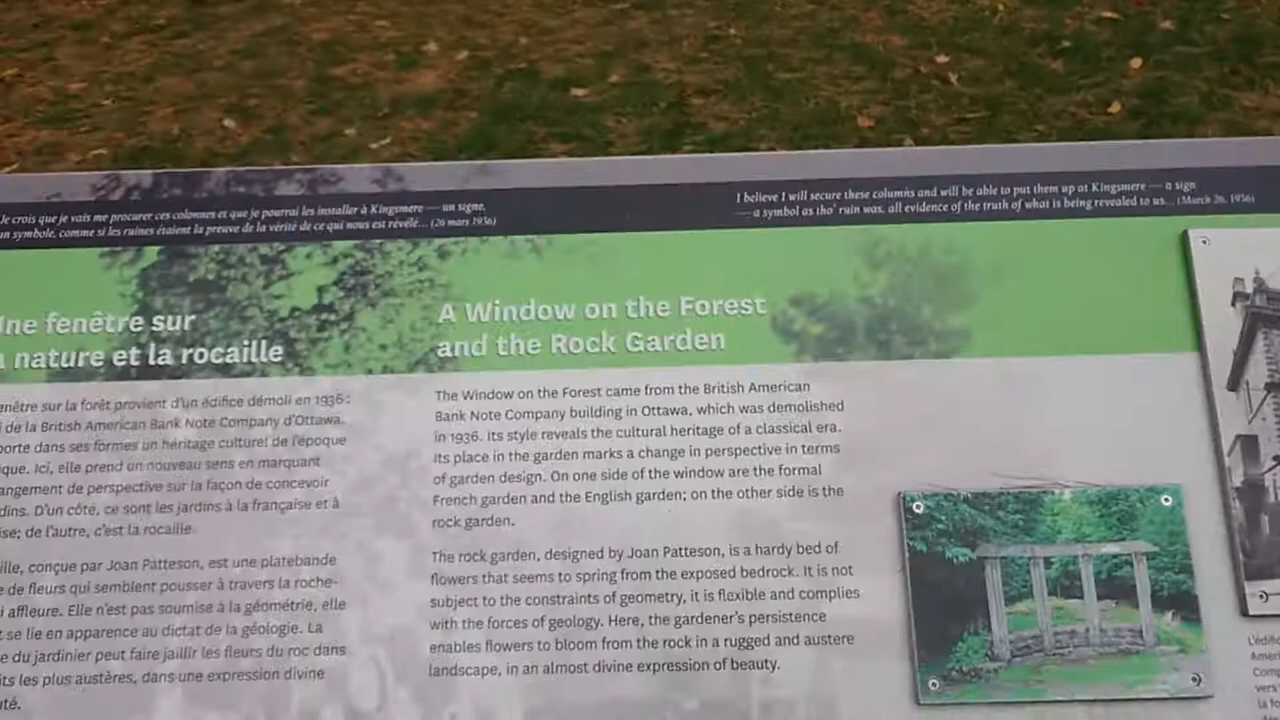 Je crois que je vais me procurer ces colonnes et que je pourrai les installer à Kingsmere — un signe,
un symbole, comme si les ruines étaient la preuve de la vérité de ce qui nous est révélé... (26 mars 1936)
I believe I will secure these columns and will be able to put them up at Kingsmere — a sign
— a symbol as tho' ruin was, all evidence of the truth of what is being revealed to us... (March 26, 1936)
Une fenêtre sur
nature et la rocaille
fenêtre sur la forêt provient d'un édifice démoli en 1936 :
de la British American Bank Note Company d'Ottawa.
porte dans ses formes un héritage culturel de l'époque
ique. Ici, elle prend un nouveau sens en marquant
angement de perspective sur la façon de concevoir
dins. D'un côté, ce sont les jardins à la française et à
ise; de l'autre, c'est la rocaille.
ille, conçue par Joan Patteson, est une platebande
de fleurs qui semblent pousser à travers la roche-
affleure. Elle n'est pas soumise à la géométrie, elle
t se lie en apparence au dictat de la géologie. La
e du jardinier peut faire jaillir les fleurs du roc dans
its les plus austères, dans une expression divine
uté.
A Window on the Forest
and the Rock Garden
The Window on the Forest came from the British American
Bank Note Company building in Ottawa, which was demolished
in 1936. Its style reveals the cultural heritage of a classical era.
Its place in the garden marks a change in perspective in terms
of garden design. On one side of the window are the formal
French garden and the English garden; on the other side is the
rock garden.
The rock garden, designed by Joan Patteson, is a hardy bed of
flowers that seems to spring from the exposed bedrock. It is not
subject to the constraints of geometry, it is flexible and complies
with the forces of geology. Here, the gardener's persistence
enables flowers to bloom from the rock in a rugged and austere
landscape, in an almost divine expression of beauty.
L'édifi
Ameri
Comp
vers
la fo